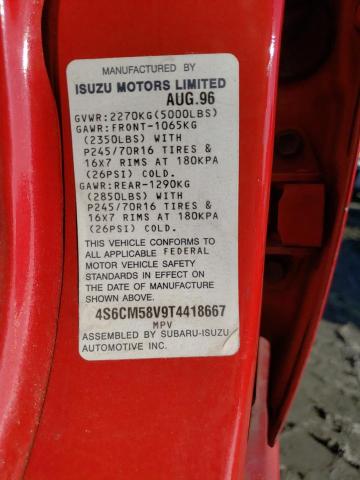 MANUFACTURED BY
ISUZU MOTORS LIMITED
AUG.96
GVWR:2270KG(5000LBS)
GAWR:FRONT-1065KG
(2350LBS) WITH
P245/70R16 TIRES &
16X7 RIMS AT 180KPA
(26PSI) COLD.
GAWR:REAR-1290KG
(2850LBS) WITH
P245/70R16 TIRES &
16X7 RIMS AT 180KPA
(26PSI) COLD.
THIS VEHICLE CONFORMS TO
ALL APPLICABLE FEDERAL
MOTOR VEHICLE SAFETY
STANDARDS IN EFFECT ON
THE DATE OF MANUFACTURE
SHOWN ABOVE.
4S6CM58V9T4418667
MPV
ASSEMBLED BY SUBARU-ISUZU
AUTOMOTIVE INC.